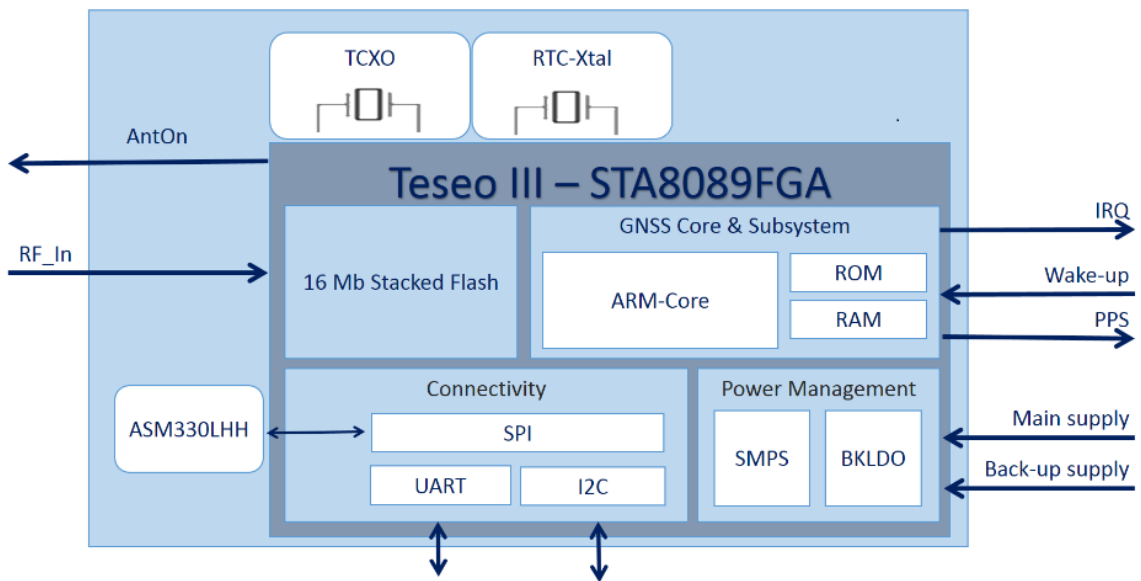 TCXO
RTC-Xtal
AntOn
Teseo III – STA8089FGA
IRQ
GNSS Core & Subsystem
RF_In
16 Mb Stacked Flash
ARM-Core
ROM
Wake-up
RAM
PPS
Connectivity
Power Management
ASM330LHH
SPI
SMPS
BKLDO
Main supply
UART
I2C
Back-up supply